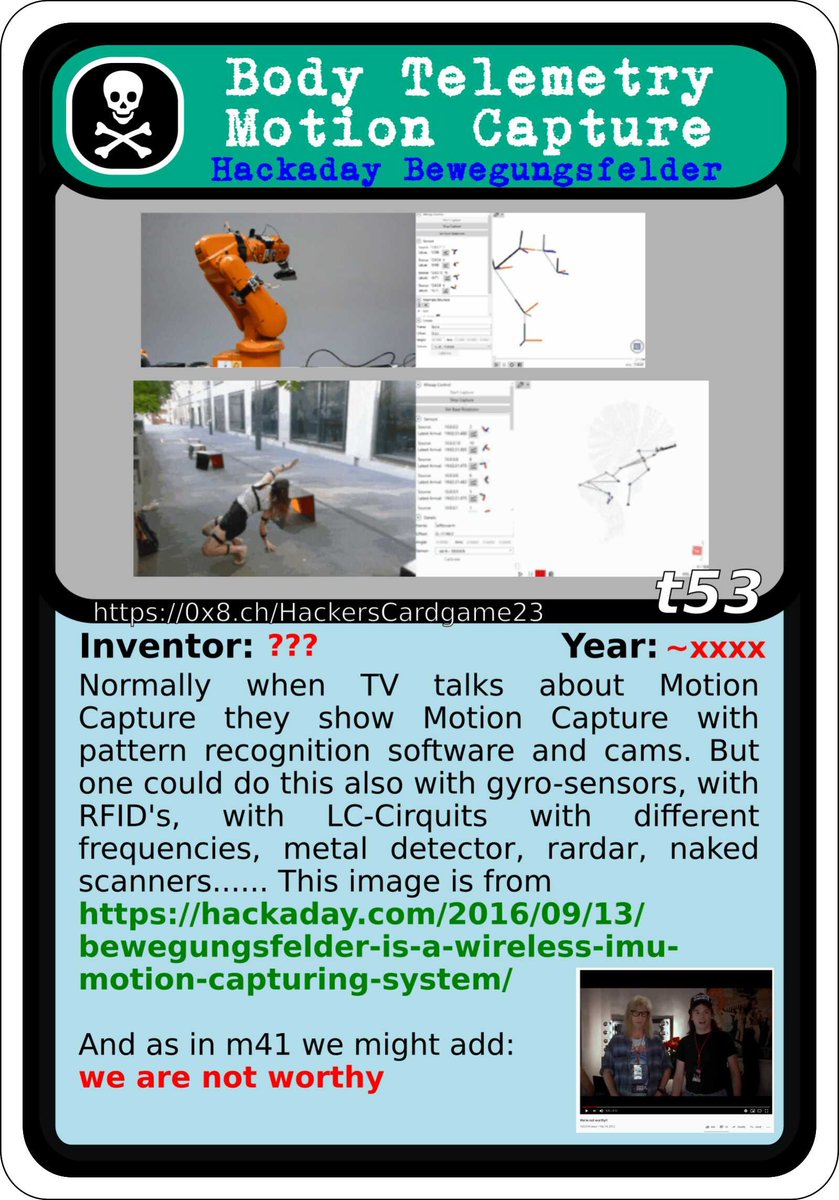 Body Telemetry
Motion Capture
Hackaday Bewegungsfelder
t53
https://0x8.ch/HackersCardgame23
Inventor: ??? Year: ~xxxx
Normally when TV talks about Motion
Capture they show Motion Capture with
pattern recognition software and cams. But
one could do this also with gyro-sensors, with
RFID's, with LC-Cirquits with different
frequencies, metal detector, rardar, naked
scanners...... This image is from
https://hackaday.com/2016/09/13/
bewegungsfelder-is-a-wireless-imu-
motion-capturing-system/
And as in m41 we might add:
we are not worthy